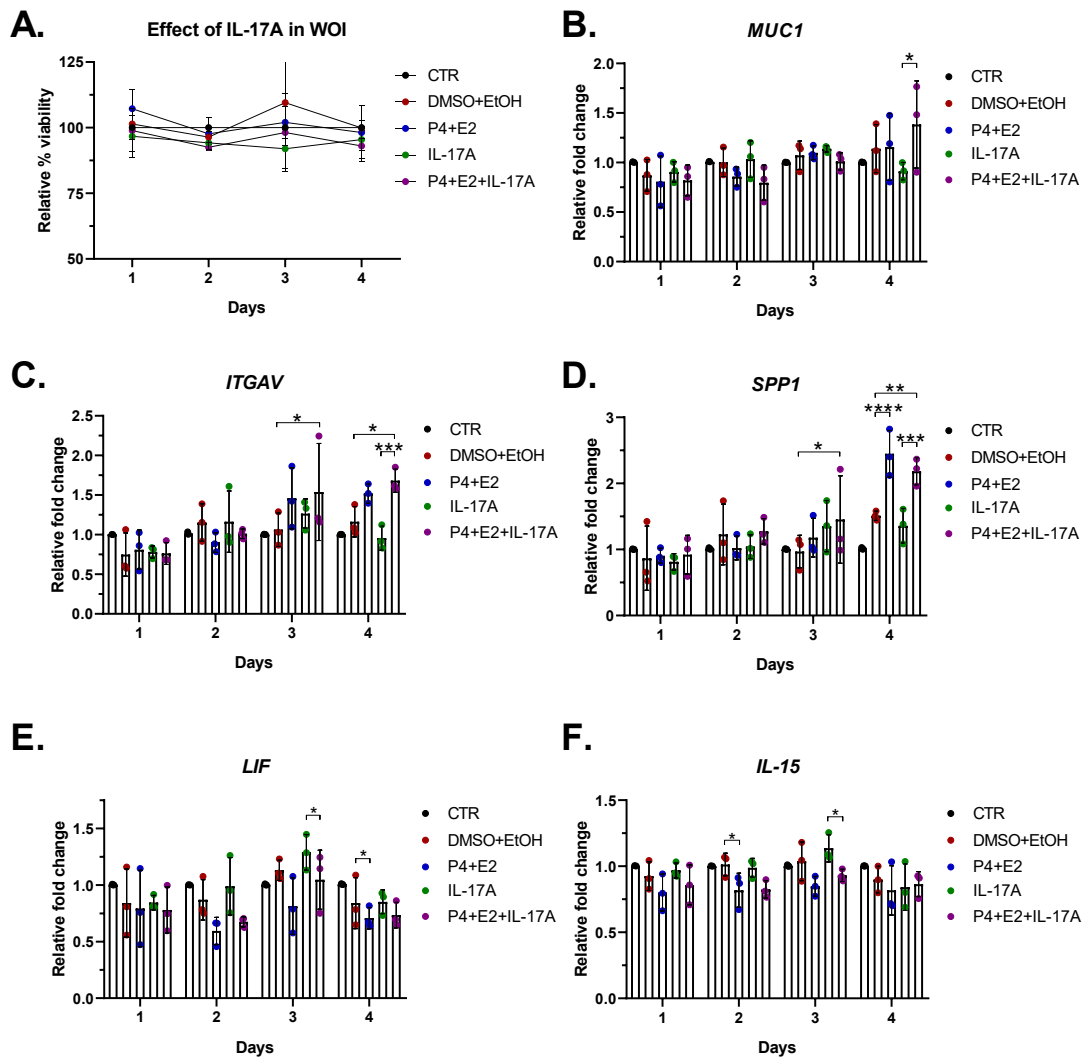 A.
Effect of IL-17A in WOI
Relative % viability
125
100
75
50
1 2 3 4
Days
CTR
DMSO+EtOH
P4+E2
IL-17A
P4+E2+IL-17A
B.
MUC1
Relative fold change
2.0
1.5
1.0
0.5
0.0
*
1 2 3 4
Days
CTR
DMSO+EtOH
P4+E2
IL-17A
P4+E2+IL-17A
C.
ITGAV
Relative fold change
2.5
2.0
1.5
1.0
0.5
0.0
*
*
***
1 2 3 4
Days
CTR
DMSO+EtOH
P4+E2
IL-17A
P4+E2+IL-17A
D.
SPP1
Relative fold change
3
2
1
0
*
**
****
***
1 2 3 4
Days
CTR
DMSO+EtOH
P4+E2
IL-17A
P4+E2+IL-17A
E.
LIF
Relative fold change
1.5
1.0
0.5
0.0
*
*
1 2 3 4
Days
CTR
DMSO+EtOH
P4+E2
IL-17A
P4+E2+IL-17A
F.
IL-15
Relative fold change
1.5
1.0
0.5
0.0
*
*
1 2 3 4
Days
CTR
DMSO+EtOH
P4+E2
IL-17A
P4+E2+IL-17A